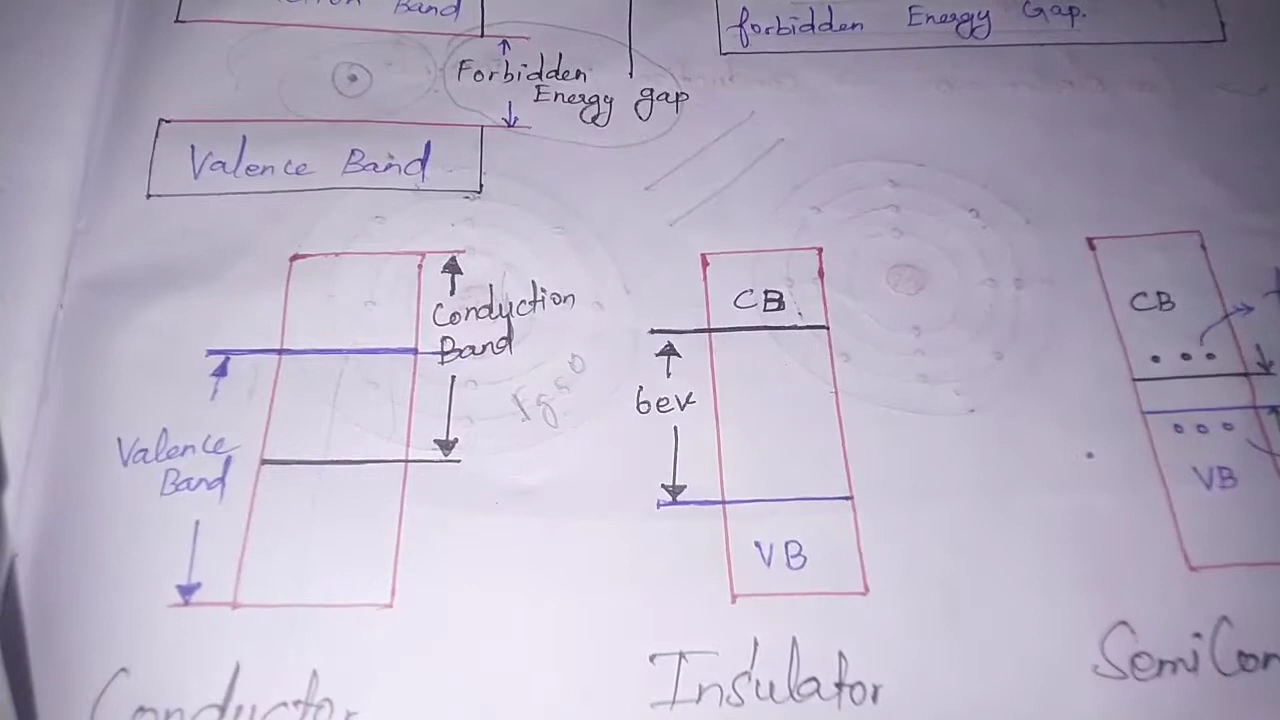 Band
forbidden Energy Gap.
Forbidden
Energy gap
Valence Band
Conduction
Band
Valence
Band
CB
6ev
VB
CB
VB
Conductor
Insulator
SemiCon